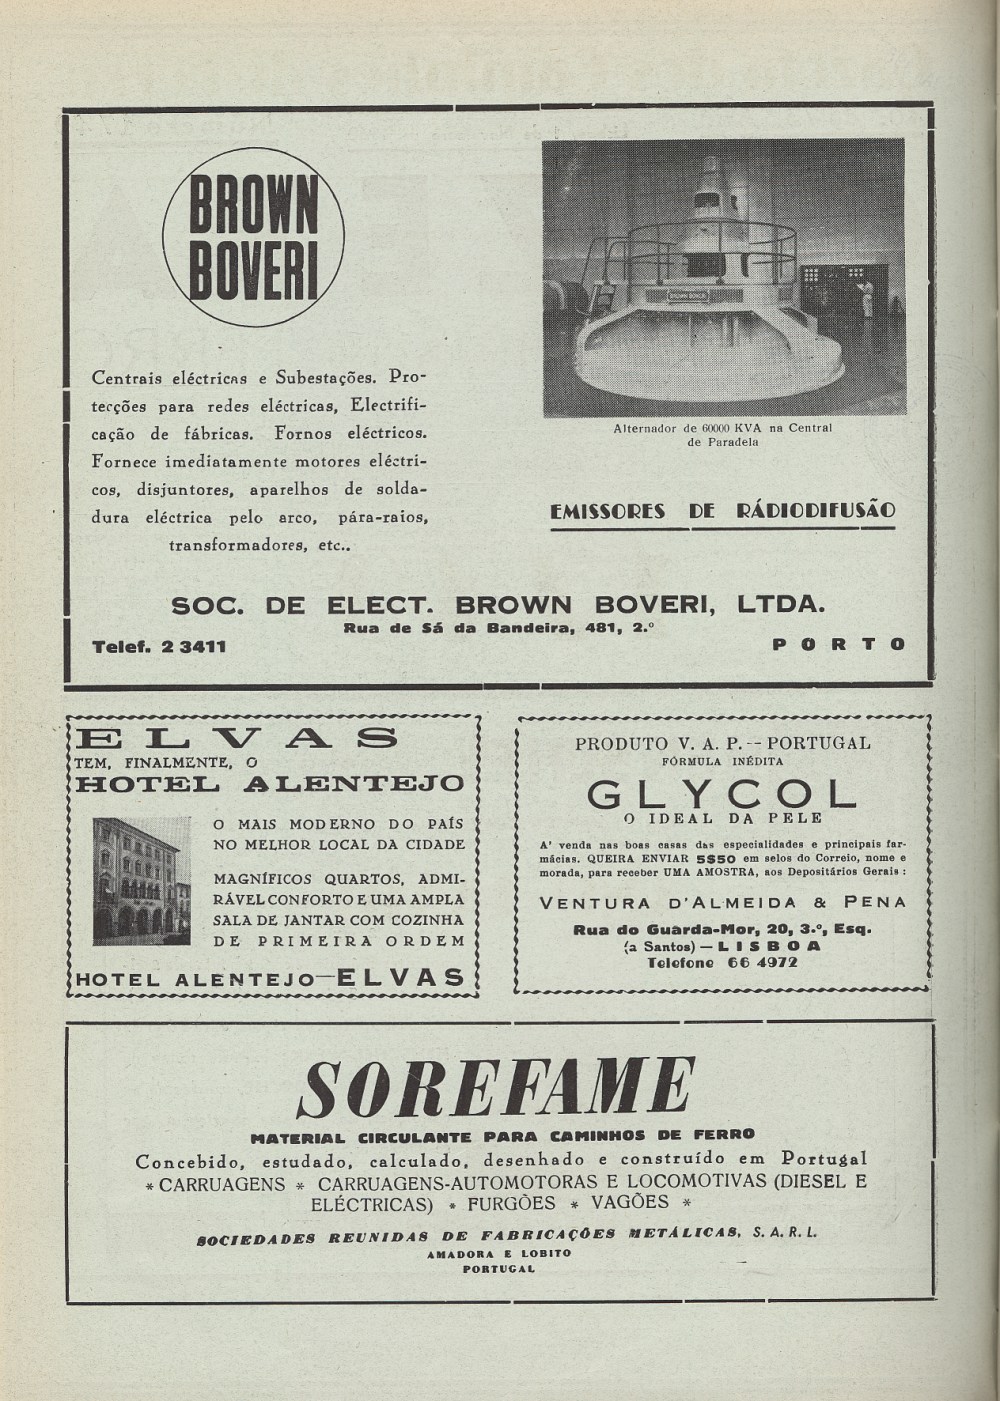 BROWN
BOVERI
Centrais eléctricas e Subestações. Pro-
tecções para redes eléctricas, Electrifi-
cação de fábricas. Fornos eléctricos.
Fornece imediatamente motores eléctri-
cos, disjuntores, aparelhos de solda-
dura eléctrica pelo arco, pára-raios,
transformadores, etc..
BROWN BOVERI
Alternador de 60000 KVA na Central
de Paradela
EMISSORES DE RÁDIODIFUSÃO
SOC. DE ELECT. BROWN BOVERI, LTDA.
Rua de Sá da Bandeira, 481, 2.º
Telef. 2 3411
PORTO
ELVAS
TEM, FINALMENTE, O
HOTEL ALENTEJO
O MAIS MODERNO DO PAÍS
NO MELHOR LOCAL DA CIDADE
MAGNÍFICOS QUARTOS, ADMI-
RÁVEL CONFORTO E UMA AMPLA
SALA DE JANTAR COM COZINHA
DE PRIMEIRA ORDEM
HOTEL ALENTEJO—ELVAS
PRODUTO V. A. P. -- PORTUGAL
FÓRMULA INÉDITA
GLYCOL
O IDEAL DA PELE
A' venda nas boas casas das especialidades e principais far-
mácias. QUEIRA ENVIAR 5$50 em selos do Correio, nome e
morada, para receber UMA AMOSTRA, aos Depositários Gerais:
VENTURA D'ALMEIDA & PENA
Rua do Guarda-Mor, 20, 3.º, Esq.
(a Santos) — LISBOA
Telefone 66 4972
SOREFAME
MATERIAL CIRCULANTE PARA CAMINHOS DE FERRO
Concebido, estudado, calculado, desenhado e construído em Portugal
* CARRUAGENS * CARRUAGENS-AUTOMOTORAS E LOCOMOTIVAS (DIESEL E
ELÉCTRICAS) * FURGÕES * VAGÕES *
SOCIEDADES REUNIDAS DE FABRICAÇÕES METÁLICAS, S. A. R. L.
AMADORA E LOBITO
PORTUGAL